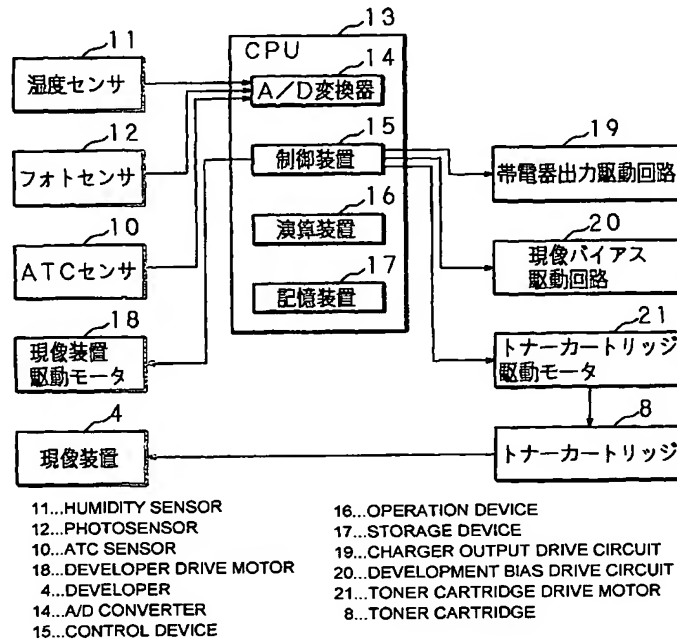 11
湿度センサ
12
フォトセンサ
10
ATCセンサ
18
現像装置
駆動モータ
4
現像装置
13
CPU
14
A/D変換器
15
制御装置
16
演算装置
17
記憶装置
19
帯電器出力駆動回路
20
現像バイアス
駆動回路
21
トナーカートリッジ
駆動モータ
8
トナーカートリッジ
11...HUMIDITY SENSOR
12...PHOTOSENSOR
10...ATC SENSOR
18...DEVELOPER DRIVE MOTOR
4...DEVELOPER
14...A/D CONVERTER
15...CONTROL DEVICE
16...OPERATION DEVICE
17...STORAGE DEVICE
19...CHARGER OUTPUT DRIVE CIRCUIT
20...DEVELOPMENT BIAS DRIVE CIRCUIT
21...TONER CARTRIDGE DRIVE MOTOR
8...TONER CARTRIDGE